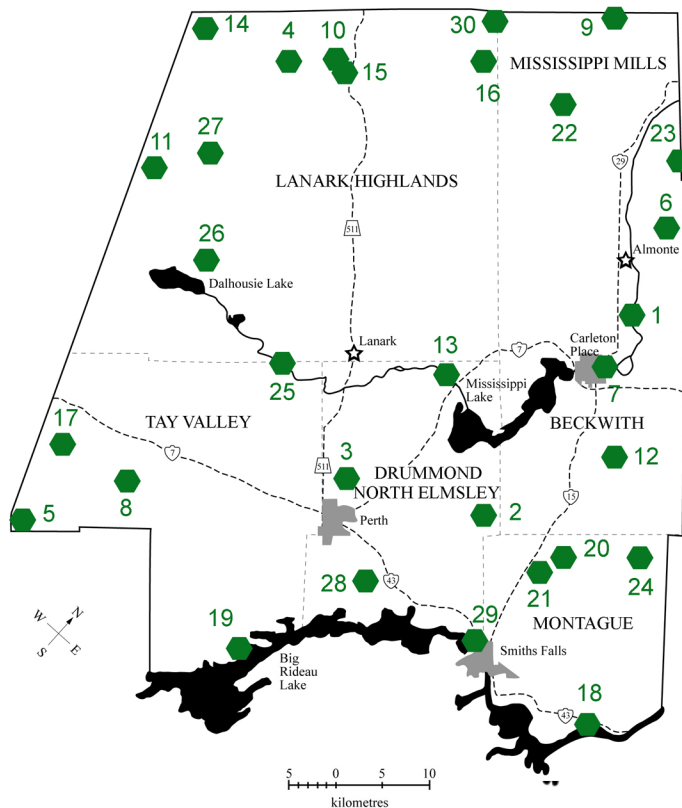 14
4
10
30
9
15
16
MISSISSIPPI MILLS
22
27
11
23
29
LANARK HIGHLANDS
6
511
26
Almonte
Dalhousie Lake
1
Lanark
13
7
Carleton
Place
25
Mississippi
Lake
7
17
TAY VALLEY
BECKWITH
7
3
12
511
DRUMMOND
NORTH ELMSLEY
8
15
5
Perth
2
20
28
43
21
24
N
W
S
E
19
29
MONTAGUE
Smiths Falls
Big
Rideau
Lake
18
43
5 0 5 10
kilometres